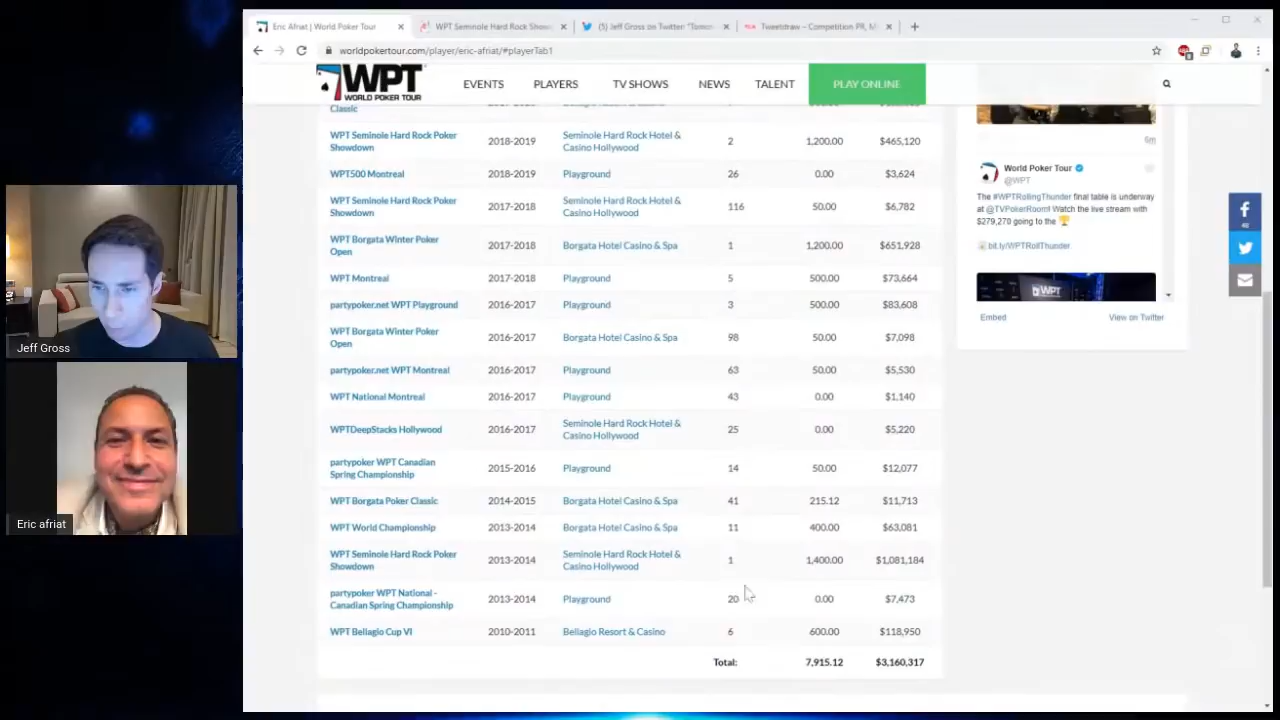 Eric Afriat | World Poker Tour
WPT Seminole Hard Rock Show
(5) Jeff Gross on Twitter: "Tomor
Tweetdraw – Competition PR, M
worldpokertour.com/player/eric-afriat/#playerTab1
WPT
WORLD POKER TOUR
EVENTS PLAYERS TV SHOWS NEWS TALENT PLAY ONLINE
Classic
WPT Seminole Hard Rock Poker Showdown 2018-2019 Seminole Hard Rock Hotel & Casino Hollywood 2 1,200.00 $465,120
WPT500 Montreal 2018-2019 Playground 26 0.00 $3,624
WPT Seminole Hard Rock Poker Showdown 2017-2018 Seminole Hard Rock Hotel & Casino Hollywood 116 50.00 $6,782
WPT Borgata Winter Poker Open 2017-2018 Borgata Hotel Casino & Spa 1 1,200.00 $651,928
WPT Montreal 2017-2018 Playground 5 500.00 $73,664
partypoker.net WPT Playground 2016-2017 Playground 3 500.00 $83,608
WPT Borgata Winter Poker Open 2016-2017 Borgata Hotel Casino & Spa 98 50.00 $7,098
partypoker.net WPT Montreal 2016-2017 Playground 63 50.00 $5,530
WPT National Montreal 2016-2017 Playground 43 0.00 $1,140
WPTDeepStacks Hollywood 2016-2017 Seminole Hard Rock Hotel & Casino Hollywood 25 0.00 $5,220
partypoker WPT Canadian Spring Championship 2015-2016 Playground 14 50.00 $12,077
WPT Borgata Poker Classic 2014-2015 Borgata Hotel Casino & Spa 41 215.12 $11,713
WPT World Championship 2013-2014 Borgata Hotel Casino & Spa 11 400.00 $63,081
WPT Seminole Hard Rock Poker Showdown 2013-2014 Seminole Hard Rock Hotel & Casino Hollywood 1 1,400.00 $1,081,184
partypoker WPT National - Canadian Spring Championship 2013-2014 Playground 20 0.00 $7,473
WPT Bellagio Cup VI 2010-2011 Bellagio Resort & Casino 6 600.00 $118,950
Total: 7,915.12 $3,160,317
6m
World Poker Tour
@WPT
The #WPTRollingThunder final table is underway
at @TVPokerRoom! Watch the live stream with
$279,270 going to the
bit.ly/WPTRollThunder
WPT
Embed View on Twitter
Jeff Gross
Eric afriat